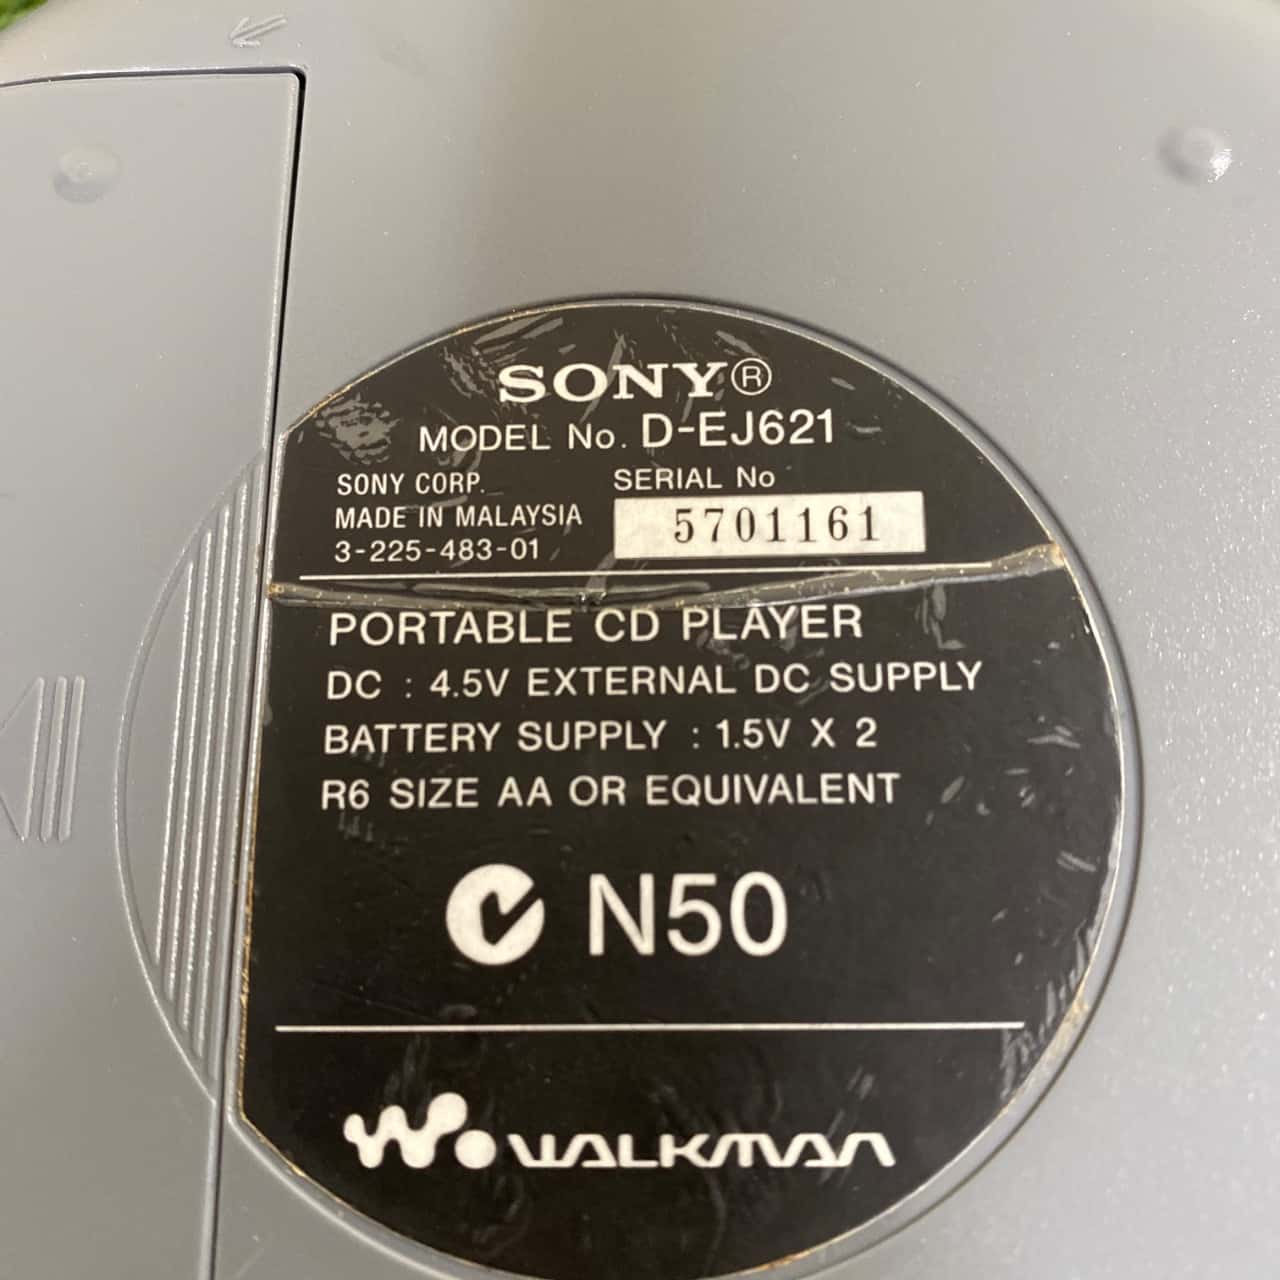 SONY®
MODEL No. D-EJ621
SONY CORP.
MADE IN MALAYSIA
3-225-483-01
SERIAL No
5701161
PORTABLE CD PLAYER
DC : 4.5V EXTERNAL DC SUPPLY
BATTERY SUPPLY : 1.5V X 2
R6 SIZE AA OR EQUIVALENT
N50
WALKMAN